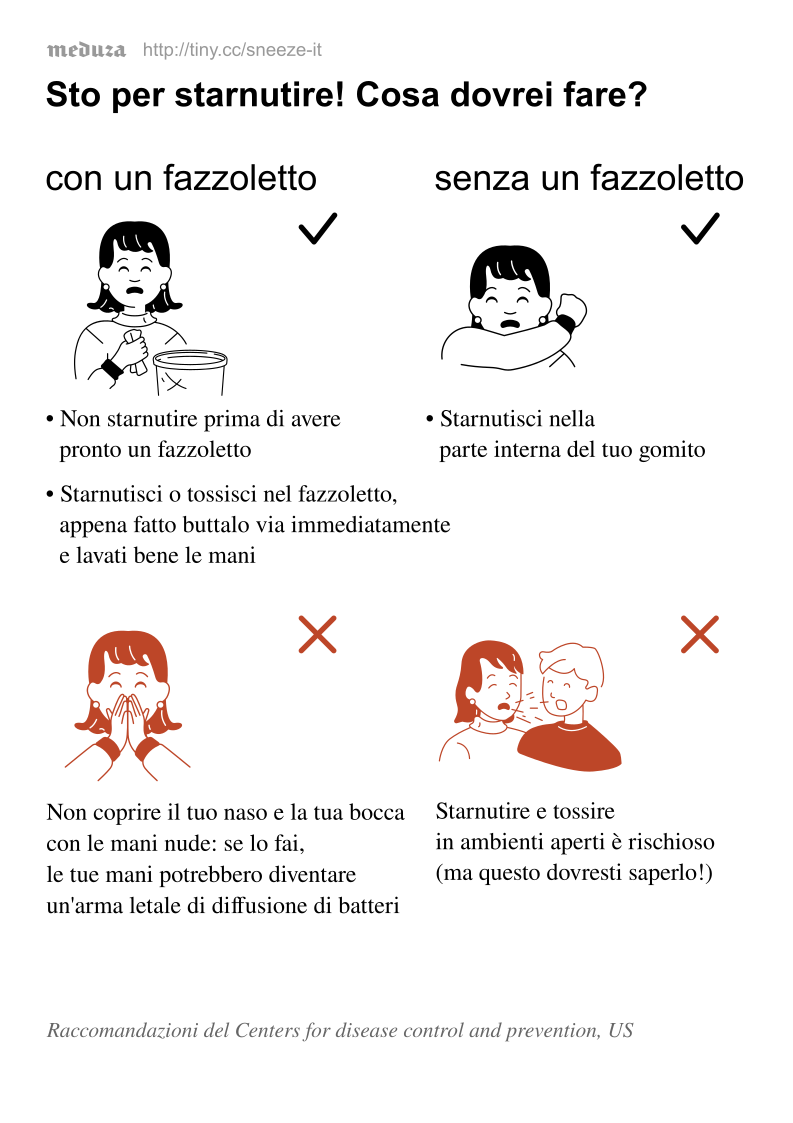 meduza http://tiny.cc/sneeze-it
Sto per starnutire! Cosa dovrei fare?
con un fazzoletto
• Non starnutire prima di avere
pronto un fazzoletto
• Starnutisci o tossisci nel fazzoletto,
appena fatto buttalo via immediatamente
e lavati bene le mani
senza un fazzoletto
• Starnutisci nella
parte interna del tuo gomito
Non coprire il tuo naso e la tua bocca
con le mani nude: se lo fai,
le tue mani potrebbero diventare
un'arma letale di diffusione di batteri
Starnutire e tossire
in ambienti aperti è rischioso
(ma questo dovresti saperlo!)
Raccomandazioni del Centers for disease control and prevention, US